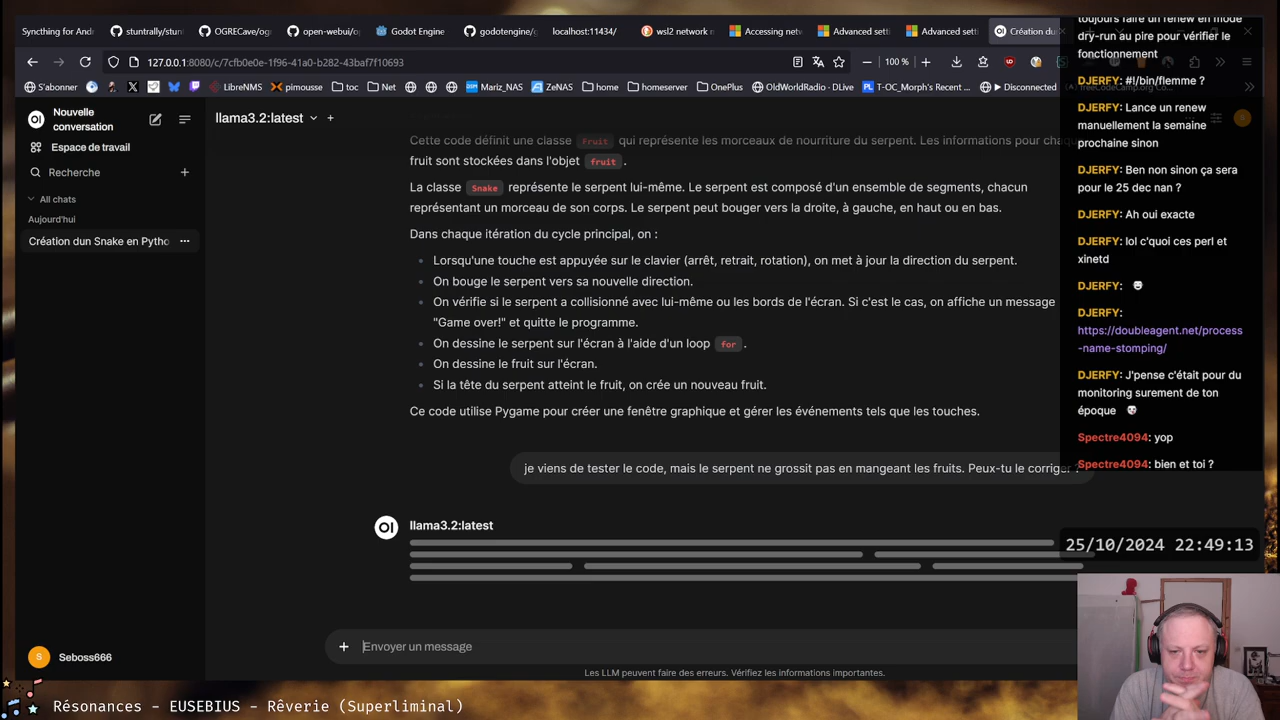 Syncthing for Andr
stuntrally/stunt
OGRECave/ogre
open-webui/op
Godot Engine
godotengine/g
localhost:11434/
wsl2 network n
Accessing netw
Advanced setti
Advanced setti
Création du
127.0.0.1:8080/c/7cfb0e0e-1f96-41a0-b282-43baf7f10693
100 %
S'abonner
LibreNMS
pimousse
toc
Net
Mariz_NAS
ZeNAS
home
homeserver
OnePlus
OldWorldRadio - DLive
T-OC_Morph's Recent ...
Disconnected
Nouvelle
conversation
Espace de travail
Recherche
All chats
Aujourd'hui
Création dun Snake en Pytho
Seboss666
llama3.2:latest
Cette code définit une classe Fruit qui représente les morceaux de nourriture du serpent. Les informations pour chaqu
fruit sont stockées dans l'objet fruit .
La classe Snake représente le serpent lui-même. Le serpent est composé d'un ensemble de segments, chacun
représentant un morceau de son corps. Le serpent peut bouger vers la droite, à gauche, en haut ou en bas.
Dans chaque itération du cycle principal, on :
Lorsqu'une touche est appuyée sur le clavier (arrêt, retrait, rotation), on met à jour la direction du serpent.
On bouge le serpent vers sa nouvelle direction.
On vérifie si le serpent a collisionné avec lui-même ou les bords de l'écran. Si c'est le cas, on affiche un message
"Game over!" et quitte le programme.
On dessine le serpent sur l'écran à l'aide d'un loop for .
On dessine le fruit sur l'écran.
Si la tête du serpent atteint le fruit, on crée un nouveau fruit.
Ce code utilise Pygame pour créer une fenêtre graphique et gérer les événements tels que les touches.
je viens de tester le code, mais le serpent ne grossit pas en mangeant les fruits. Peux-tu le corriger ?
OI llama3.2:latest
Envoyer un message
Les LLM peuvent faire des erreurs. Vérifiez les informations importantes.
toujours faire un renew en mode
dry-run au pire pour vérifier le
fonctionnement
DJERFY: #!/bin/flemme ?
DJERFY: Lance un renew
manuellement la semaine
prochaine sinon
DJERFY: Ben non sinon ça sera
pour le 25 dec nan ?
DJERFY: Ah oui exacte
DJERFY: lol c'quoi ces perl et
xinetd
DJERFY:
DJERFY:
https://doubleagent.net/process
-name-stomping/
DJERFY: J'pense c'était pour du
monitoring surement de ton
époque
Spectre4094: yop
Spectre4094: bien et toi ?
25/10/2024 22:49:13
Résonances - EUSEBIUS - Rêverie (Superliminal)